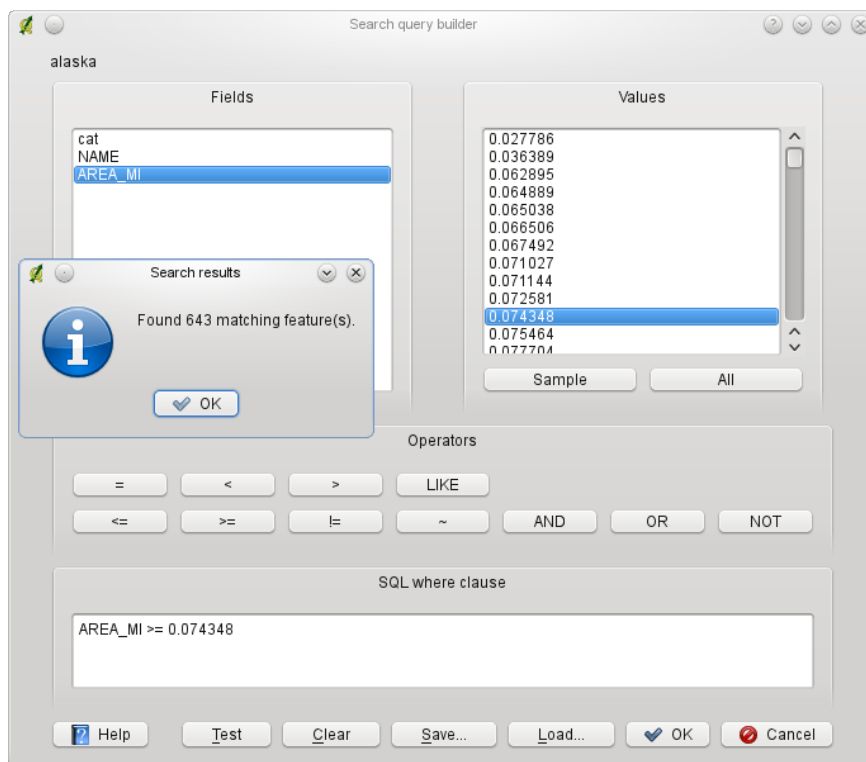 Search query builder
alaska
Fields
cat
NAME
AREA_MI
Values
0.027786
0.036389
0.062895
0.064889
0.065038
0.066506
0.067492
0.071027
0.071144
0.072581
0.074348
0.075464
0.077704
Sample
All
Search results
Found 643 matching feature(s).
OK
Operators
= < > LIKE
<= >= != ~ AND OR NOT
SQL where clause
AREA_MI >= 0.074348
Help Test Clear Save... Load... OK Cancel